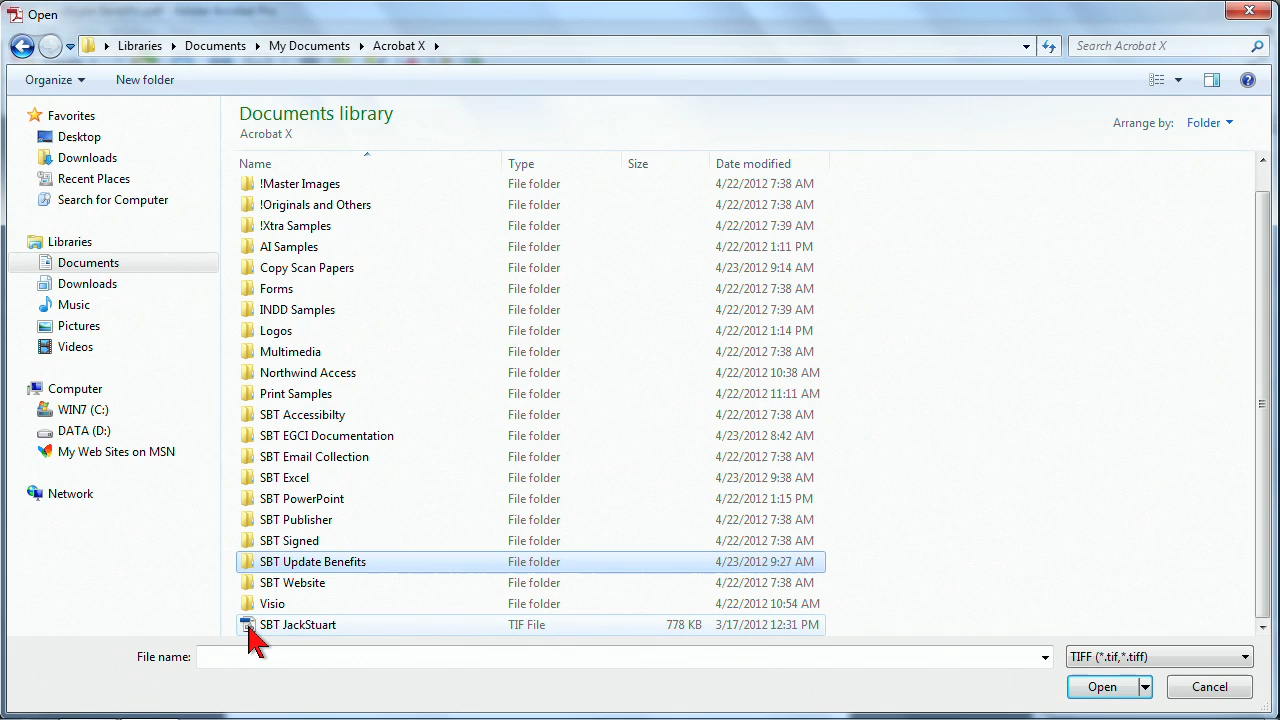 Open
Libraries Documents My Documents Acrobat X
Search Acrobat X
Organize New folder
Favorites
Desktop
Downloads
Recent Places
Search for Computer
Libraries
Documents
Downloads
Music
Pictures
Videos
Computer
WIN7 (C:)
DATA (D:)
My Web Sites on MSN
Network
Documents library
Acrobat X
Arrange by: Folder
Name Type Size Date modified
!Master Images File folder 4/22/2012 7:38 AM
!Originals and Others File folder 4/22/2012 7:38 AM
!Xtra Samples File folder 4/22/2012 7:39 AM
AI Samples File folder 4/22/2012 1:11 PM
Copy Scan Papers File folder 4/23/2012 9:14 AM
Forms File folder 4/22/2012 7:38 AM
INDD Samples File folder 4/22/2012 7:39 AM
Logos File folder 4/22/2012 1:14 PM
Multimedia File folder 4/22/2012 7:38 AM
Northwind Access File folder 4/22/2012 10:38 AM
Print Samples File folder 4/22/2012 11:11 AM
SBT Accessibilty File folder 4/22/2012 7:38 AM
SBT EGCI Documentation File folder 4/23/2012 8:42 AM
SBT Email Collection File folder 4/22/2012 7:38 AM
SBT Excel File folder 4/23/2012 9:38 AM
SBT PowerPoint File folder 4/22/2012 1:15 PM
SBT Publisher File folder 4/22/2012 7:38 AM
SBT Signed File folder 4/22/2012 7:38 AM
SBT Update Benefits File folder 4/23/2012 9:27 AM
SBT Website File folder 4/22/2012 7:38 AM
Visio File folder 4/22/2012 10:54 AM
SBT JackStuart TIF File 778 KB 3/17/2012 12:31 PM
File name: TIFF (*.tif,*.tiff)
Open Cancel